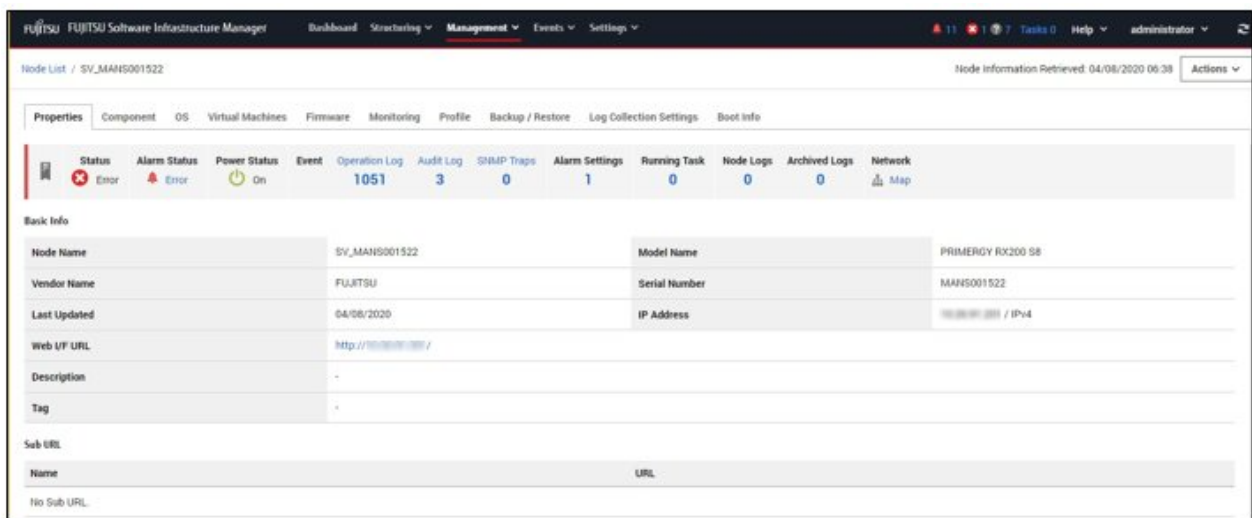 FUJITSU FUJITSU Software Infrastructure Manager Dashboard Structuring Management Events Settings 11 1 7 Tasks 0 Help administrator
Node List / SV_MANS001522 Node Information Retrieved: 04/08/2020 06:38 Actions
Properties Component OS Virtual Machines Firmware Monitoring Profile Backup / Restore Log Collection Settings Boot Info
Status Alarm Status Power Status Event Operation Log Audit Log SNMP Traps Alarm Settings Running Task Node Logs Archived Logs Network
Error Error On 1051 3 0 1 0 0 0 Map
Basic Info
Node Name SV_MANS001522 Model Name PRIMERGY RX200 S8
Vendor Name FUJITSU Serial Number MANS001522
Last Updated 04/08/2020 IP Address / IPv4
Web I/F URL http:// /
Description -
Tag -
Sub URL
Name URL
No Sub URL.